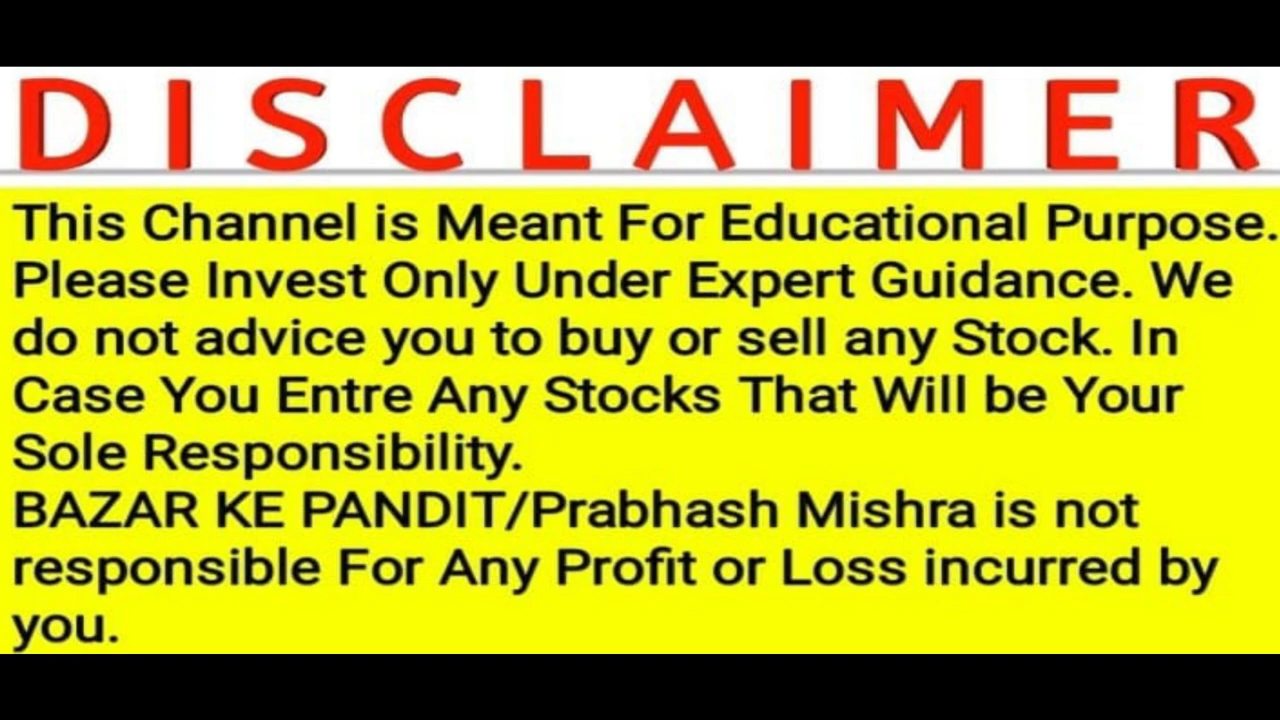 DISCLAIMER
This Channel is Meant For Educational Purpose.
Please Invest Only Under Expert Guidance. We
do not advice you to buy or sell any Stock. In
Case You Entre Any Stocks That Will be Your
Sole Responsibility.
BAZAR KE PANDIT/Prabhash Mishra is not
responsible For Any Profit or Loss incurred by
you.